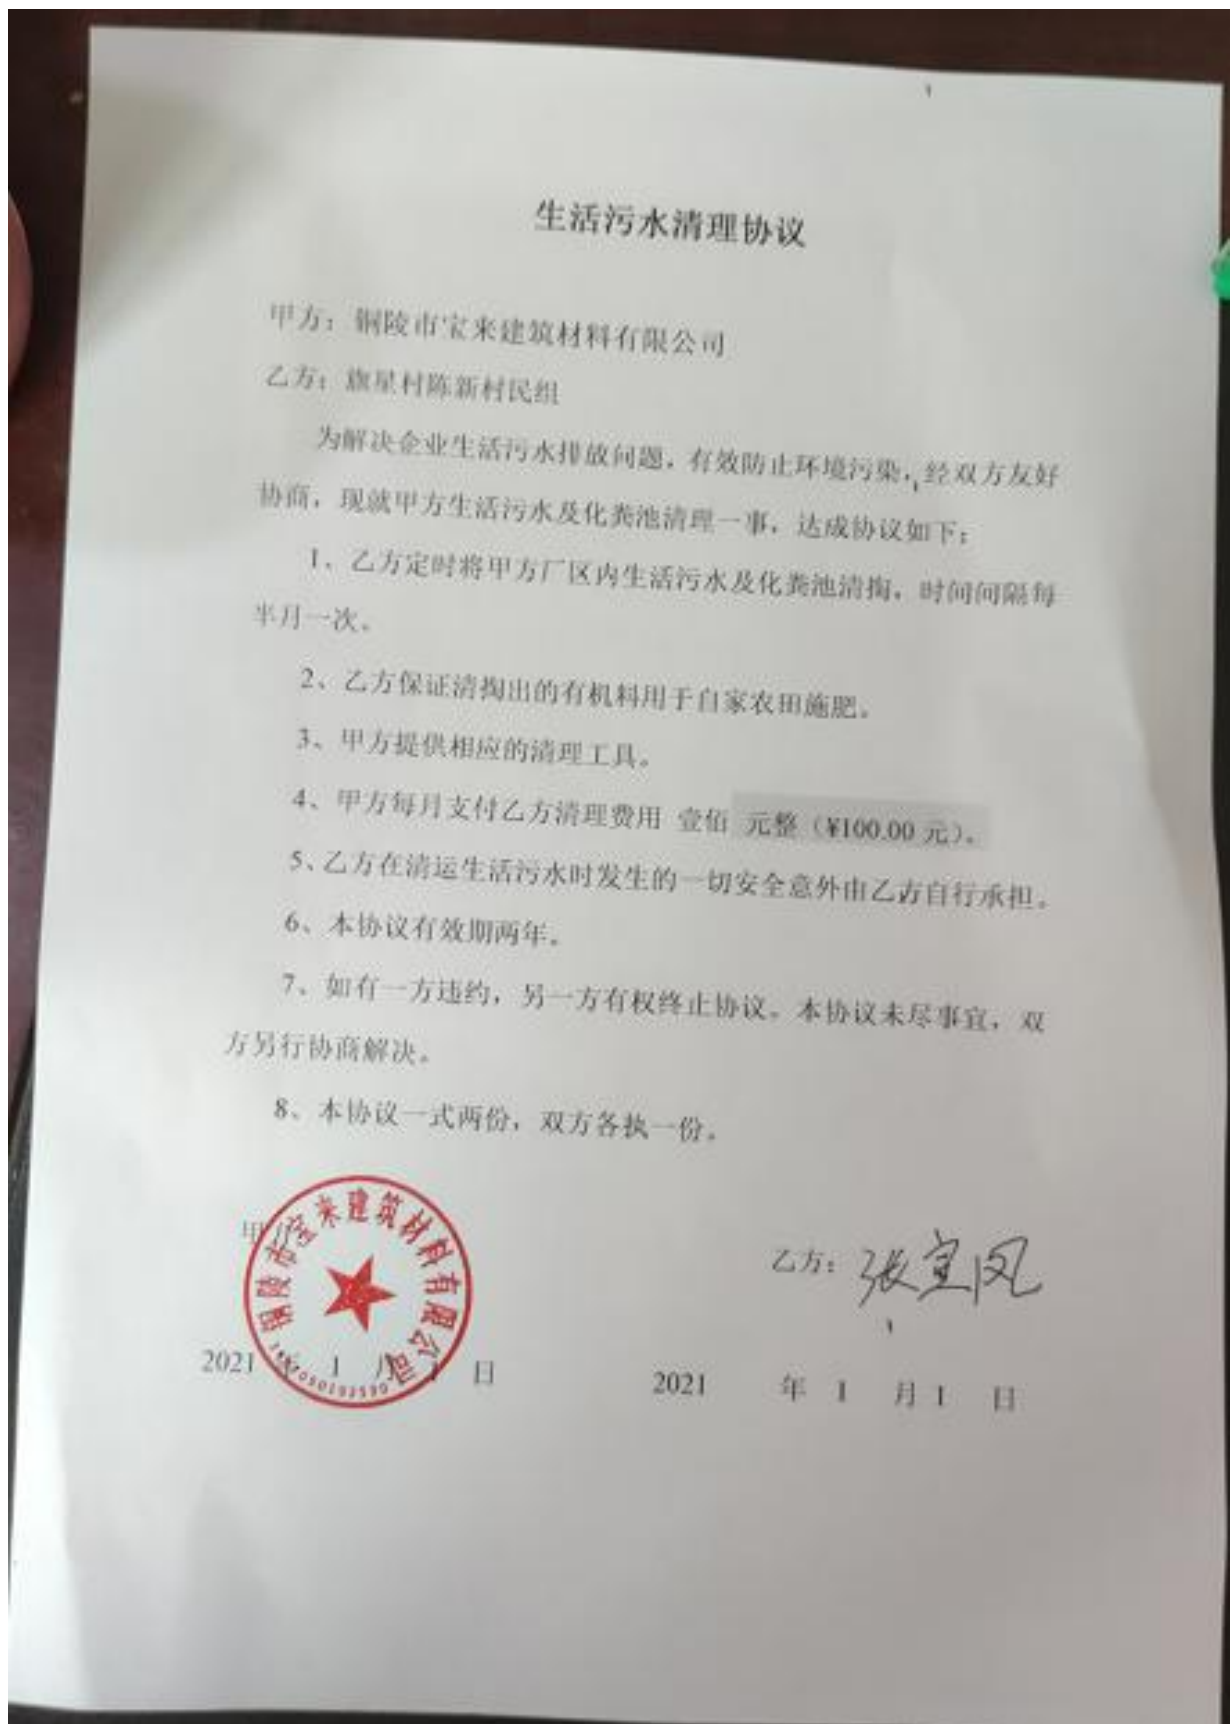 生活污水清理协议
甲方：铜陵市宝来建筑材料有限公司
乙方：旗星村陈新村民组
为解决企业生活污水排放问题，有效防止环境污染，经双方友好
协商，现就甲方生活污水及化粪池清理一事，达成协议如下：
1、乙方定时将甲方厂区内生活污水及化粪池清掏，时间间隔每
半月一次。
2、乙方保证清掏出的有机料用于自家农田施肥。
3、甲方提供相应的清理工具。
4、甲方每月支付乙方清理费用 壹佰 元整（¥100.00 元）。
5、乙方在清运生活污水时发生的一切安全意外由乙方自行承担。
6、本协议有效期两年。
7、如有一方违约，另一方有权终止协议。本协议未尽事宜，双
方另行协商解决。
8、本协议一式两份，双方各执一份。
甲方
铜陵市宝来建筑材料有限公司
乙方：张宜凤
2021 年 1 月 1 日
2021 年 1 月 1 日